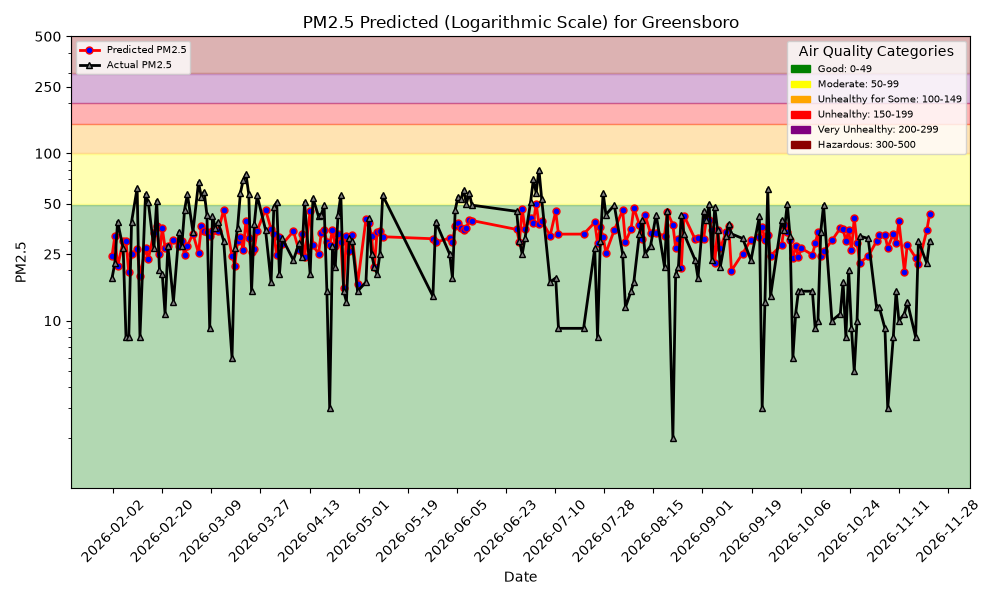 PM2.5 Predicted (Logarithmic Scale) for Greensboro
Predicted PM2.5
Actual PM2.5
Air Quality Categories
Good: 0-49
Moderate: 50-99
Unhealthy for Some: 100-149
Unhealthy: 150-199
Very Unhealthy: 200-299
Hazardous: 300-500
500
250
100
50
25
10
PM2.5
2026-02-02
2026-02-20
2026-03-09
2026-03-27
2026-04-13
2026-05-01
2026-05-19
2026-06-05
2026-06-23
2026-07-10
2026-07-28
2026-08-15
2026-09-01
2026-09-19
2026-10-06
2026-10-24
2026-11-11
2026-11-28
Date